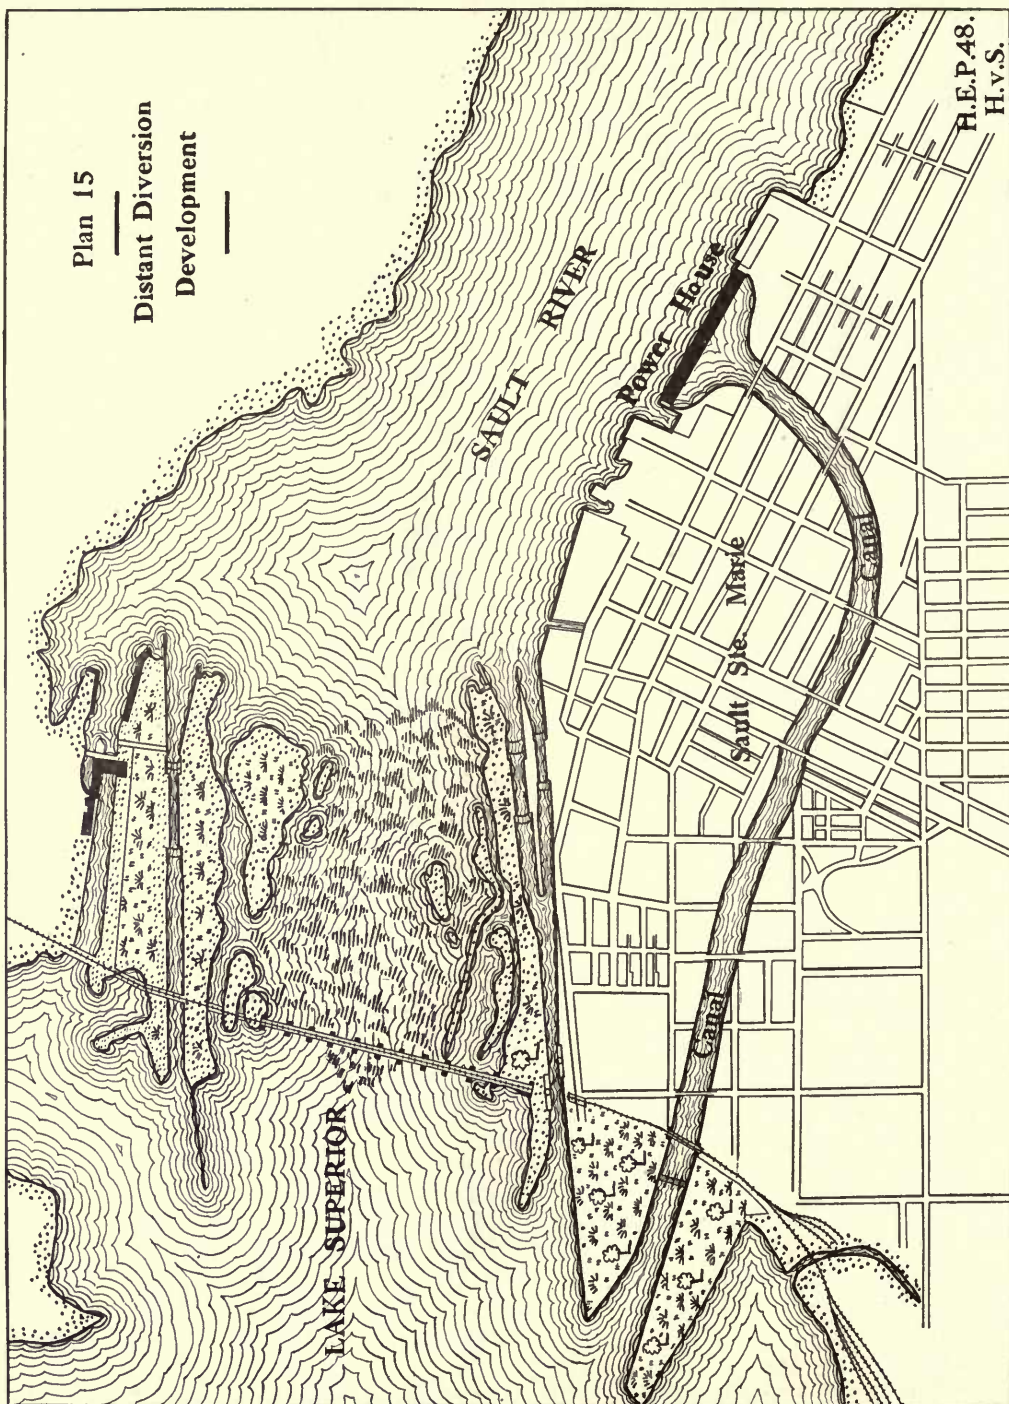 Plan 15
Distant Diversion
Development
SAULT RIVER
Power House
LAKE SUPERIOR
Sault Ste. Marie
Canal
Canal
H.E.P.48.
H.v.S.